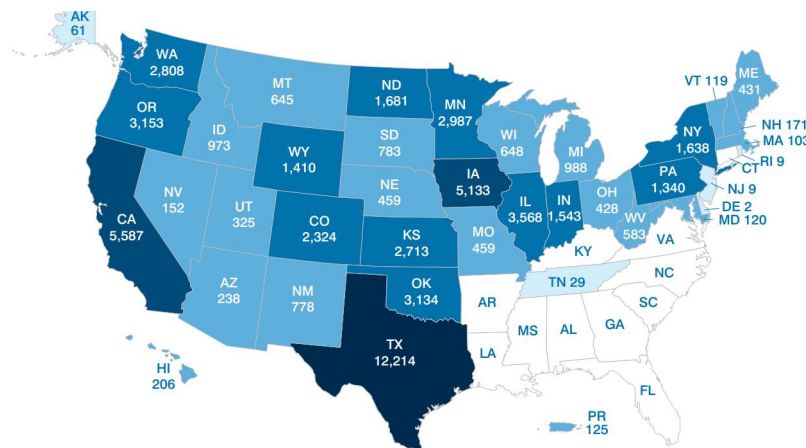 AK
61
WA
2,808
OR
3,153
CA
5,587
NV
152
ID
973
MT
645
WY
1,410
UT
325
AZ
238
CO
2,324
NM
778
ND
1,681
SD
783
NE
459
KS
2,713
OK
3,134
TX
12,214
MN
2,987
IA
5,133
MO
459
AR
LA
WI
648
IL
3,568
MI
988
IN
1,543
OH
428
KY
TN 29
MS
AL
GA
FL
SC
NC
VA
WV
583
PA
1,340
NY
1,638
VT 119
ME
431
NH 171
MA 103
RI 9
CT
NJ 9
DE 2
MD 120
HI
206
PR
125